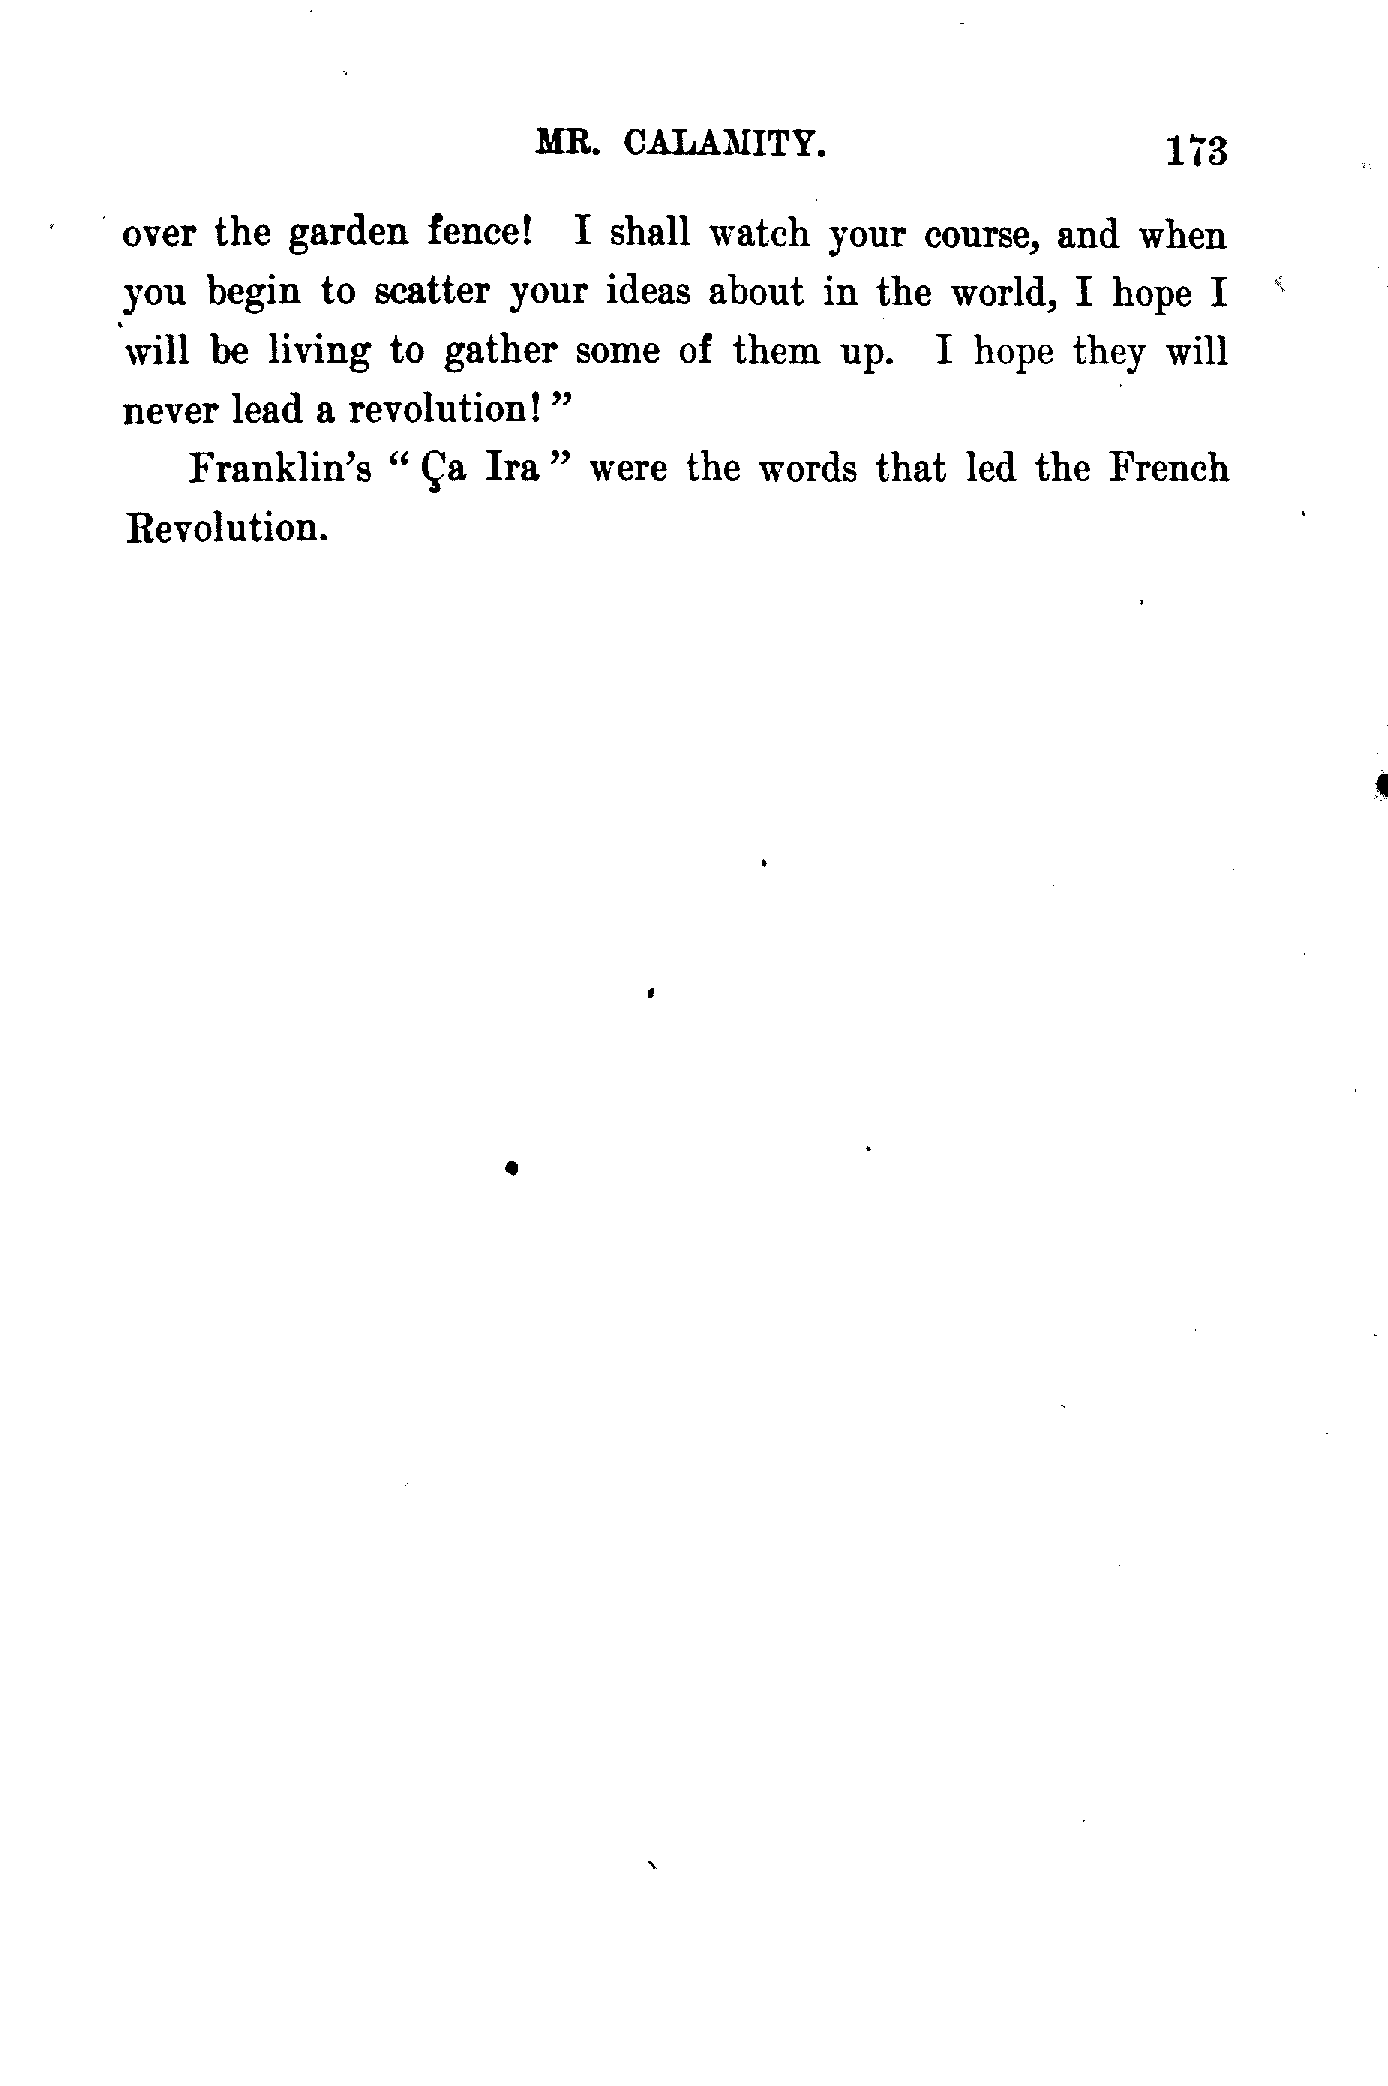 MR. CALAMITY. 173
over the garden fence! I shall watch your course, and when
you begin to scatter your ideas about in the world, I hope I
will be living to gather some of them up. I hope they will
never lead a revolution! ”
Franklin’s “ Ça Ira ” were the words that led the French
Revolution.